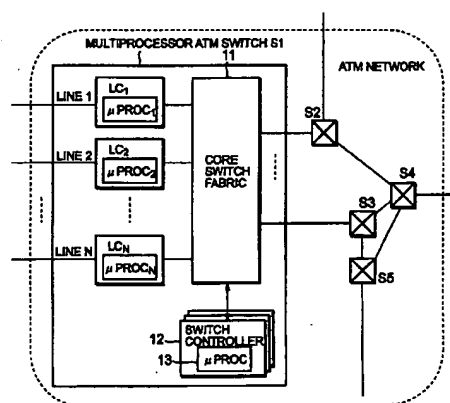 MULTIPROCESSOR ATM SWITCH S1
11
ATM NETWORK
LINE 1
LC1
μ PROC1
LINE 2
LC2
μ PROC2
LINE N
LCN
μ PROCN
CORE
SWITCH
FABRIC
S2
S4
S3
S5
12
SWITCH
CONTROLLER
13
μ PROC